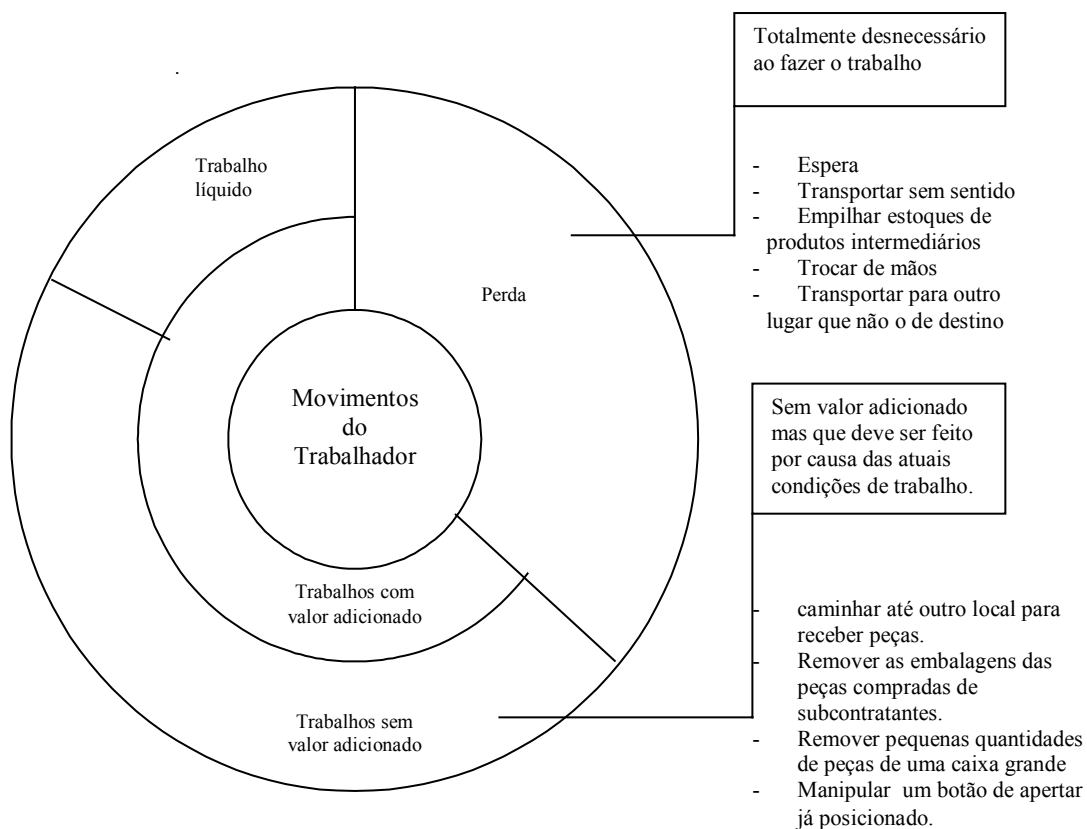 Totalmente desnecessário
ao fazer o trabalho
.
Trabalho
líquido
- Espera
- Transportar sem sentido
- Empilhar estoques de
produtos intermediários
- Trocar de mãos
- Transportar para outro
lugar que não o de destino
Perda
Movimentos
do
Trabalhador
Sem valor adicionado
mas que deve ser feito
por causa das atuais
condições de trabalho.
Trabalhos com
valor adicionado
- caminhar até outro local para
receber peças.
- Remover as embalagens das
peças compradas de
subcontratantes.
- Remover pequenas quantidades
de peças de uma caixa grande
- Manipular um botão de apertar
já posicionado.
Trabalhos sem
valor adicionado